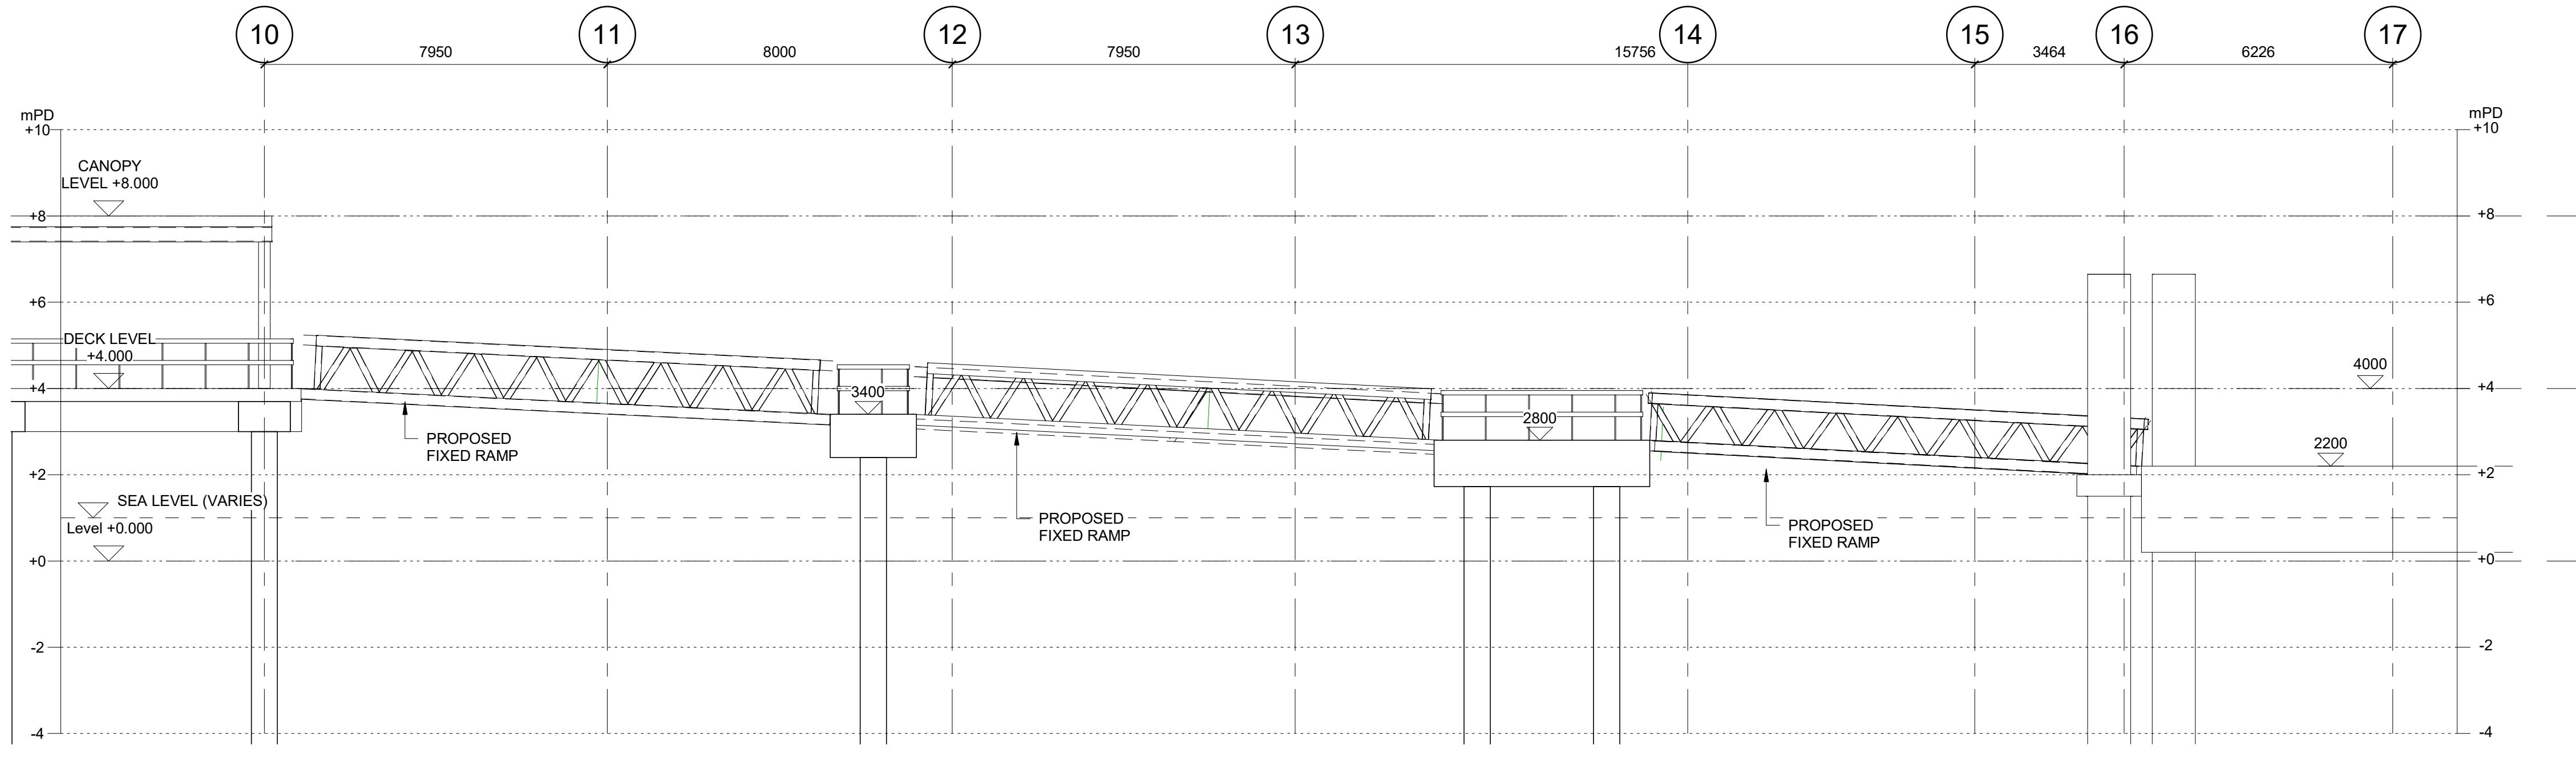 10
11
12
13
14
15
16
17
7950
8000
7950
15756
3464
6226
mPD
+10
mPD
+10
CANOPY
LEVEL +8.000
+8
+8
+6
+6
DECK LEVEL
+4.000
+4
3400
2800
4000
+4
PROPOSED
FIXED RAMP
2200
+2
+2
SEA LEVEL (VARIES)
Level +0.000
PROPOSED
FIXED RAMP
PROPOSED
FIXED RAMP
+0
+0
-2
-2
-4
-4